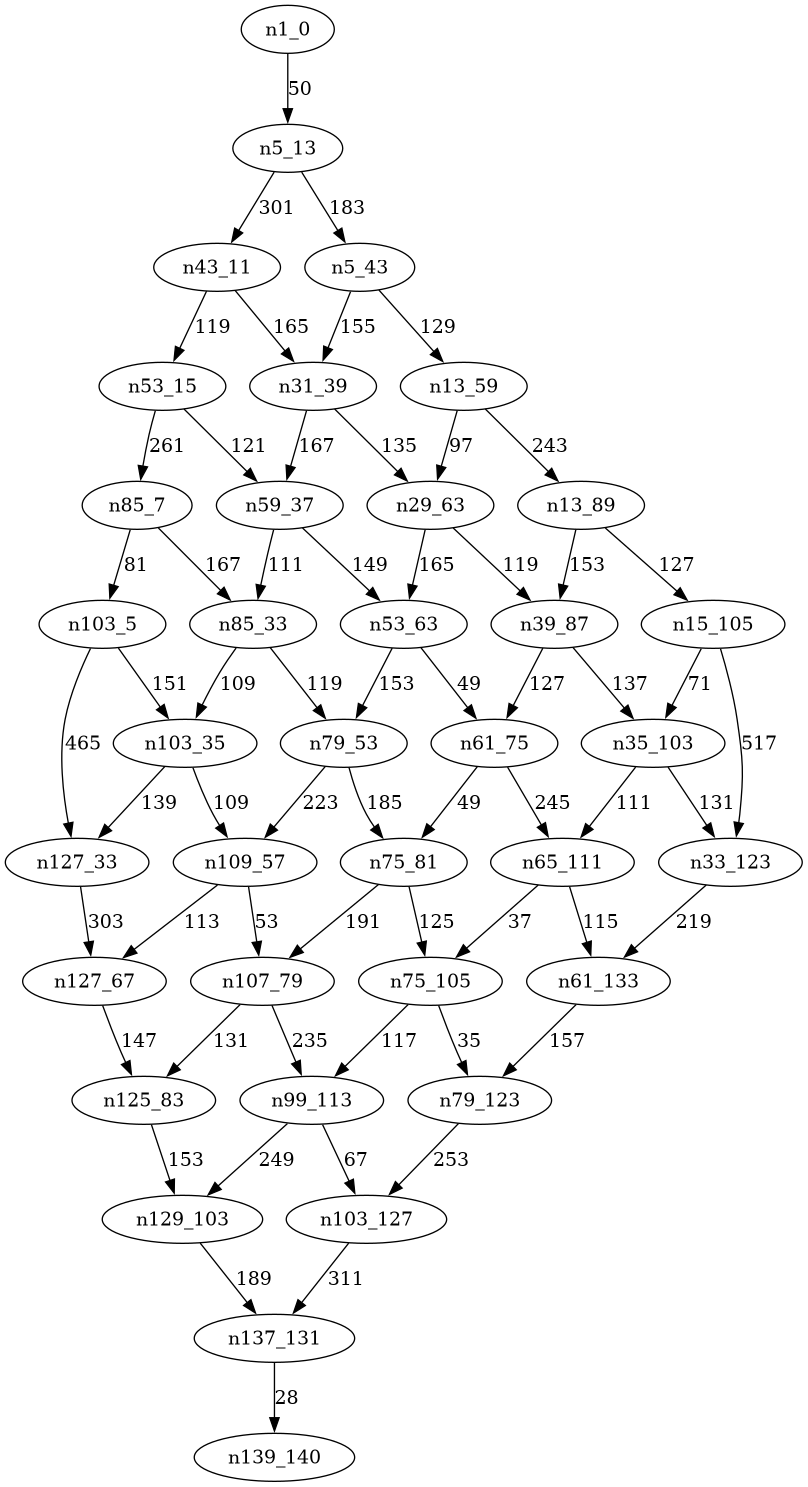 n1_0
50
n5_13
301 183
n43_11 n5_43
119 165 155 129
n53_15 n31_39 n13_59
261 121 167 135 97 243
n85_7 n59_37 n29_63 n13_89
81 167 111 149 165 119 153 127
n103_5 n85_33 n53_63 n39_87 n15_105
465 151 109 119 153 49 127 137 71 517
n103_35 n79_53 n61_75 n35_103
139 109 223 185 49 245 111 131
n127_33 n109_57 n75_81 n65_111 n33_123
303 113 53 191 125 37 115 219
n127_67 n107_79 n75_105 n61_133
147 131 235 117 35 157
n125_83 n99_113 n79_123
153 249 67 253
n129_103 n103_127
189 311
n137_131
28
n139_140